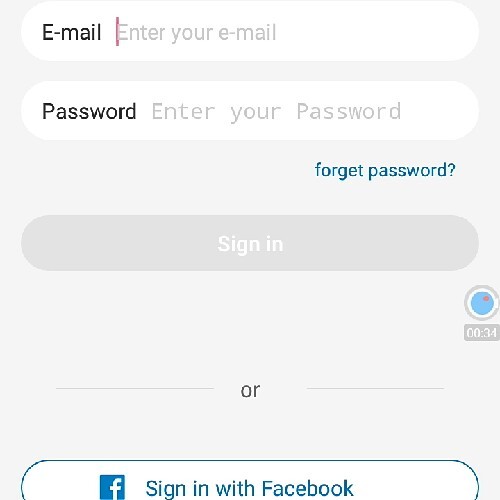 E-mail Enter your e-mail
Password Enter your Password
forget password?
Sign in
00:34
or
Sign in with Facebook